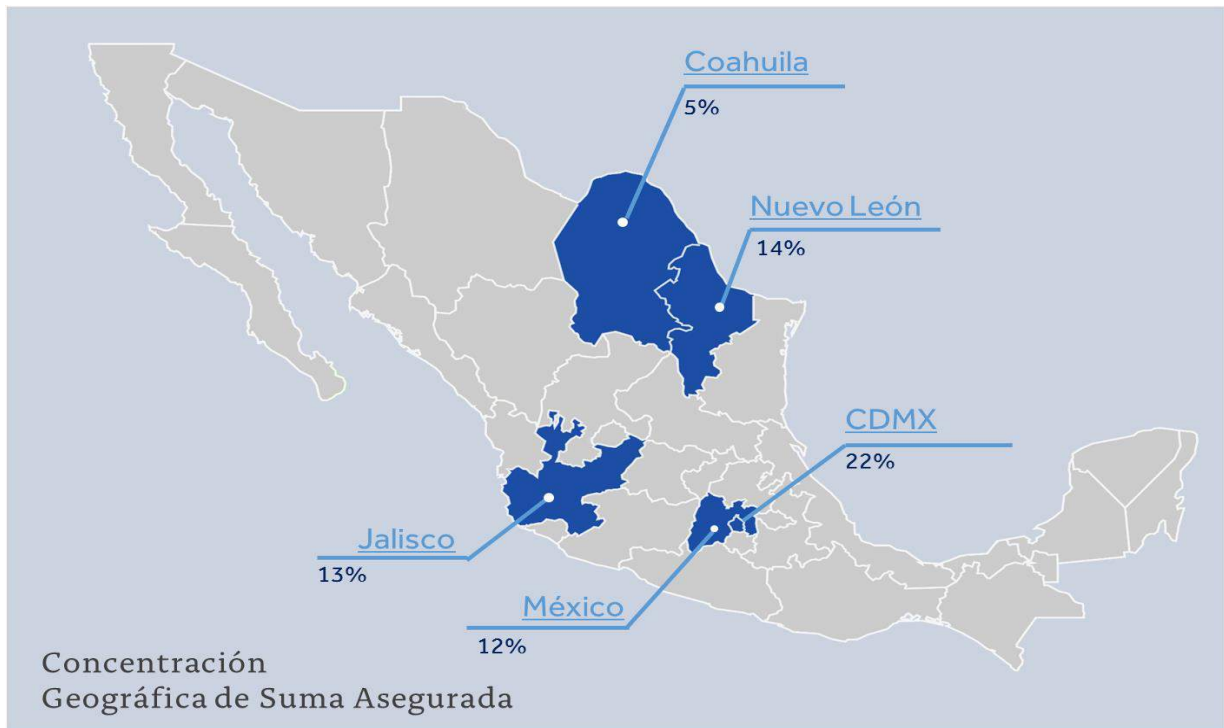 Coahuila
5%
Nuevo León
14%
CDMX
22%
Jalisco
13%
México
12%
Concentración
Geográfica de Suma Asegurada